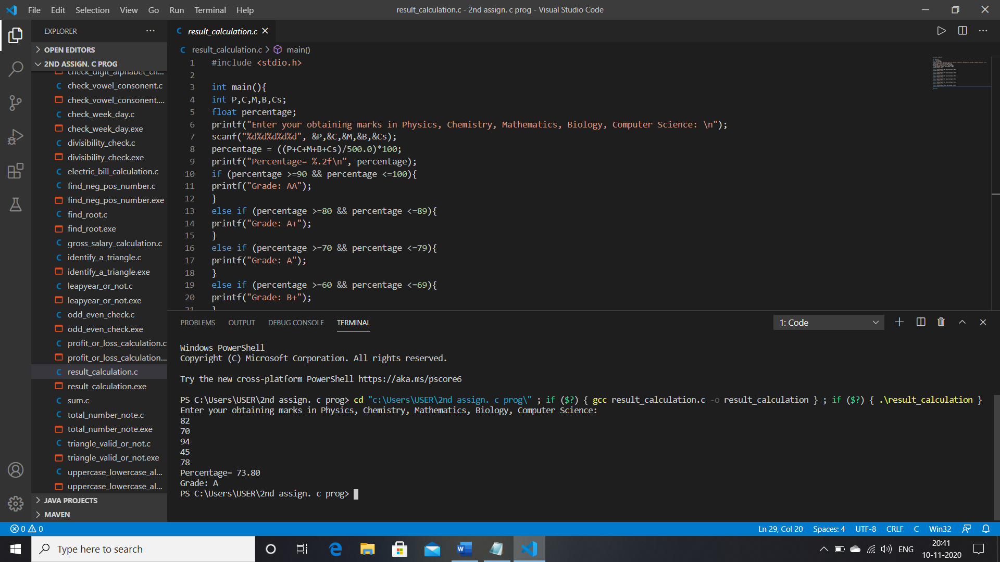 File Edit Selection View Go Run Terminal Help
result_calculation.c - 2nd assign. c prog - Visual Studio Code
EXPLORER
OPEN EDITORS
2ND ASSIGN. C PROG
check_digit_alphabet_ch...
check_vowel_consonent.c
check_vowel_consonent....
check_week_day.c
check_week_day.exe
divisibility_check.c
divisibility_check.exe
electric_bill_calculation.c
find_neg_pos_number.c
find_neg_pos_number.exe
find_root.c
find_root.exe
gross_salary_calculation.c
identify_a_triangle.c
identify_a_triangle.exe
leapyear_or_not.c
leapyear_or_not.exe
odd_even_check.c
odd_even_check.exe
profit_or_loss_calculation.c
profit_or_loss_calculation...
result_calculation.c
result_calculation.exe
sum.c
total_number_note.c
total_number_note.exe
triangle_valid_or_not.c
triangle_valid_or_not.exe
uppercase_lowercase_al...
uppercase_lowercase_al...
JAVA PROJECTS
MAVEN
C result_calculation.c
C result_calculation.c > main()
1 #include <stdio.h>
2
3 int main(){
4 int P,C,M,B,Cs;
5 float percentage;
6 printf("Enter your obtaining marks in Physics, Chemistry, Mathematics, Biology, Computer Science: \n");
7 scanf("%d%d%d%d%d", &P,&C,&M,&B,&Cs);
8 percentage = ((P+C+M+B+Cs)/500.0)*100;
9 printf("Percentage= %.2f\n", percentage);
10 if (percentage >=90 && percentage <=100){
11 printf("Grade: AA");
12 }
13 else if (percentage >=80 && percentage <=89){
14 printf("Grade: A+");
15 }
16 else if (percentage >=70 && percentage <=79){
17 printf("Grade: A");
18 }
19 else if (percentage >=60 && percentage <=69){
20 printf("Grade: B+");
21 }
PROBLEMS OUTPUT DEBUG CONSOLE TERMINAL
1: Code
Windows PowerShell
Copyright (C) Microsoft Corporation. All rights reserved.
Try the new cross-platform PowerShell https://aka.ms/pscore6
PS C:\Users\USER\2nd assign. c prog> cd "c:\Users\USER\2nd assign. c prog\" ; if ($?) { gcc result_calculation.c -o result_calculation } ; if ($?) { .\result_calculation }
Enter your obtaining marks in Physics, Chemistry, Mathematics, Biology, Computer Science:
82
70
94
45
78
Percentage= 73.80
Grade: A
PS C:\Users\USER\2nd assign. c prog>
0 0
Ln 29, Col 20 Spaces: 4 UTF-8 CRLF C Win32
Type here to search
ENG
20:41
10-11-2020